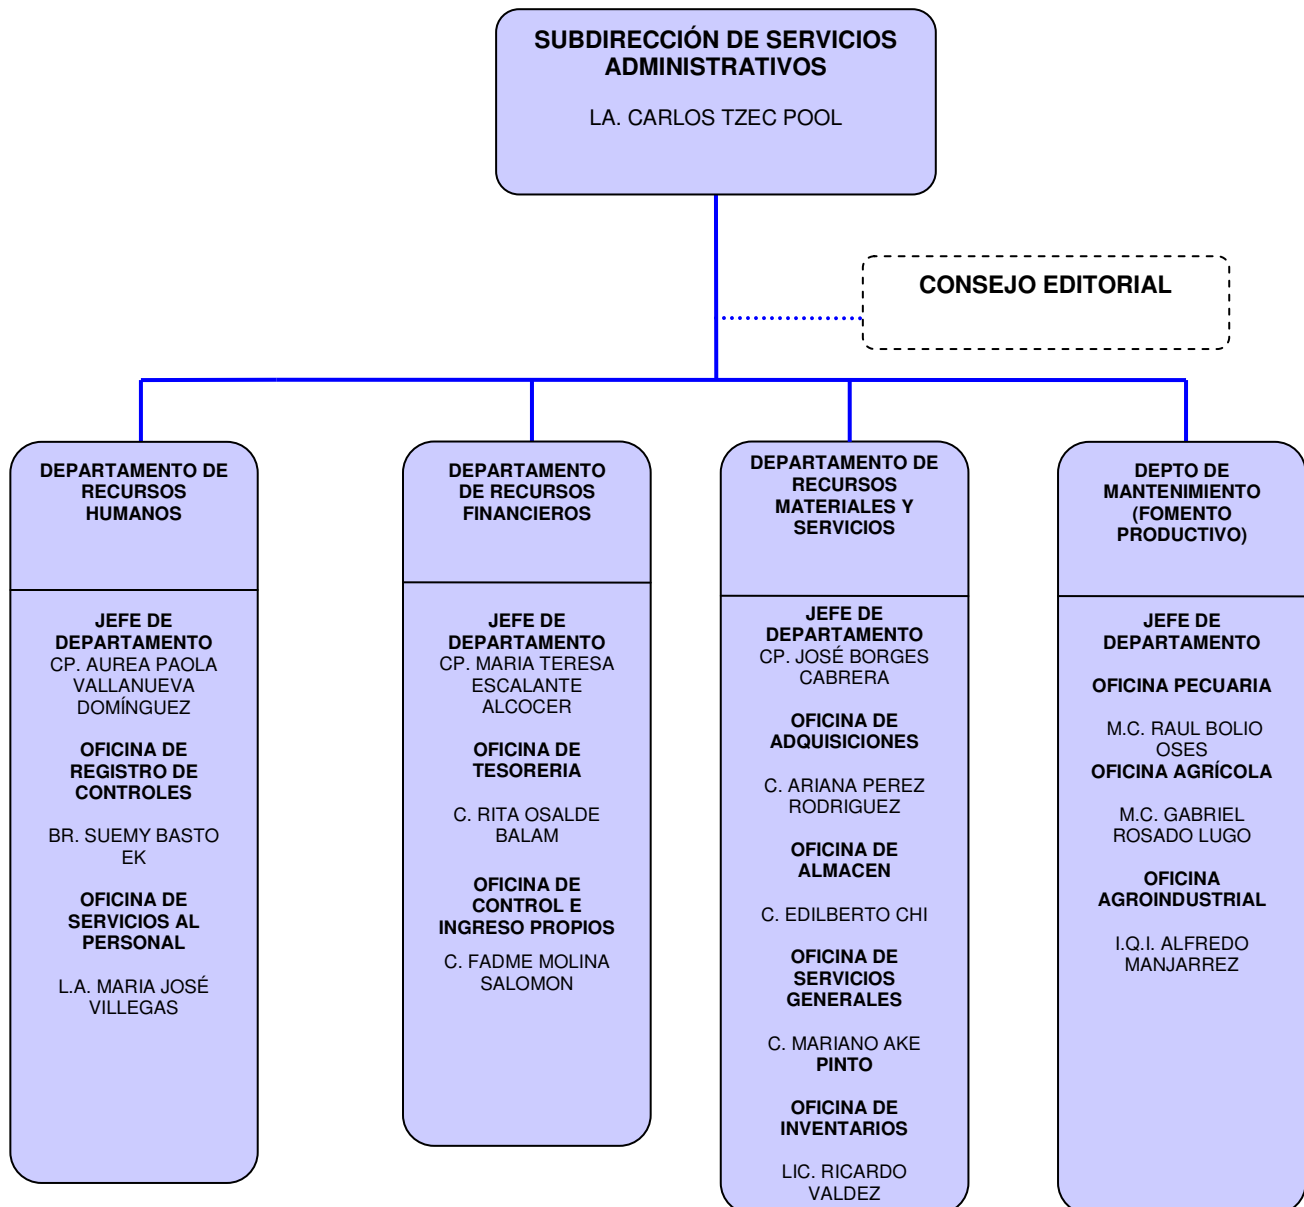 SUBDIRECCIÓN DE SERVICIOS
ADMINISTRATIVOS
LA. CARLOS TZEC POOL
CONSEJO EDITORIAL
DEPARTAMENTO DE
RECURSOS
HUMANOS
JEFE DE
DEPARTAMENTO
CP. AUREA PAOLA
VALLANUEVA
DOMÍNGUEZ
OFICINA DE
REGISTRO DE
CONTROLES
BR. SUEMY BASTO
EK
OFICINA DE
SERVICIOS AL
PERSONAL
L.A. MARIA JOSÉ
VILLEGAS
DEPARTAMENTO
DE RECURSOS
FINANCIEROS
JEFE DE
DEPARTAMENTO
CP. MARIA TERESA
ESCALANTE
ALCOCER
OFICINA DE
TESORERIA
C. RITA OSALDE
BALAM
OFICINA DE
CONTROL E
INGRESO PROPIOS
C. FADME MOLINA
SALOMON
DEPARTAMENTO DE
RECURSOS
MATERIALES Y
SERVICIOS
JEFE DE
DEPARTAMENTO
CP. JOSÉ BORGES
CABRERA
OFICINA DE
ADQUISICIONES
C. ARIANA PEREZ
RODRIGUEZ
OFICINA DE
ALMACEN
C. EDILBERTO CHI
OFICINA DE
SERVICIOS
GENERALES
C. MARIANO AKE
PINTO
OFICINA DE
INVENTARIOS
LIC. RICARDO
VALDEZ
DEPTO DE
MANTENIMIENTO
(FOMENTO
PRODUCTIVO)
JEFE DE
DEPARTAMENTO
OFICINA PECUARIA
M.C. RAUL BOLIO
OSES
OFICINA AGRÍCOLA
M.C. GABRIEL
ROSADO LUGO
OFICINA
AGROINDUSTRIAL
I.Q.I. ALFREDO
MANJARREZ